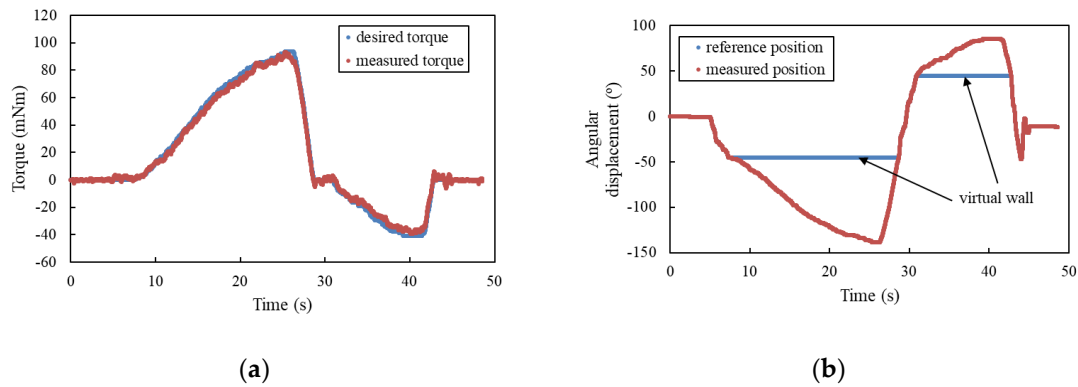 120
100
80
60
40
20
0
-20
-40
-60
0 10 20 30 40 50
Torque (mNm)
Time (s)
desired torque
measured torque
(a)
100
50
0
-50
-100
-150
0 10 20 30 40 50
Angular
displacement (°)
Time (s)
reference position
measured position
virtual wall
(b)